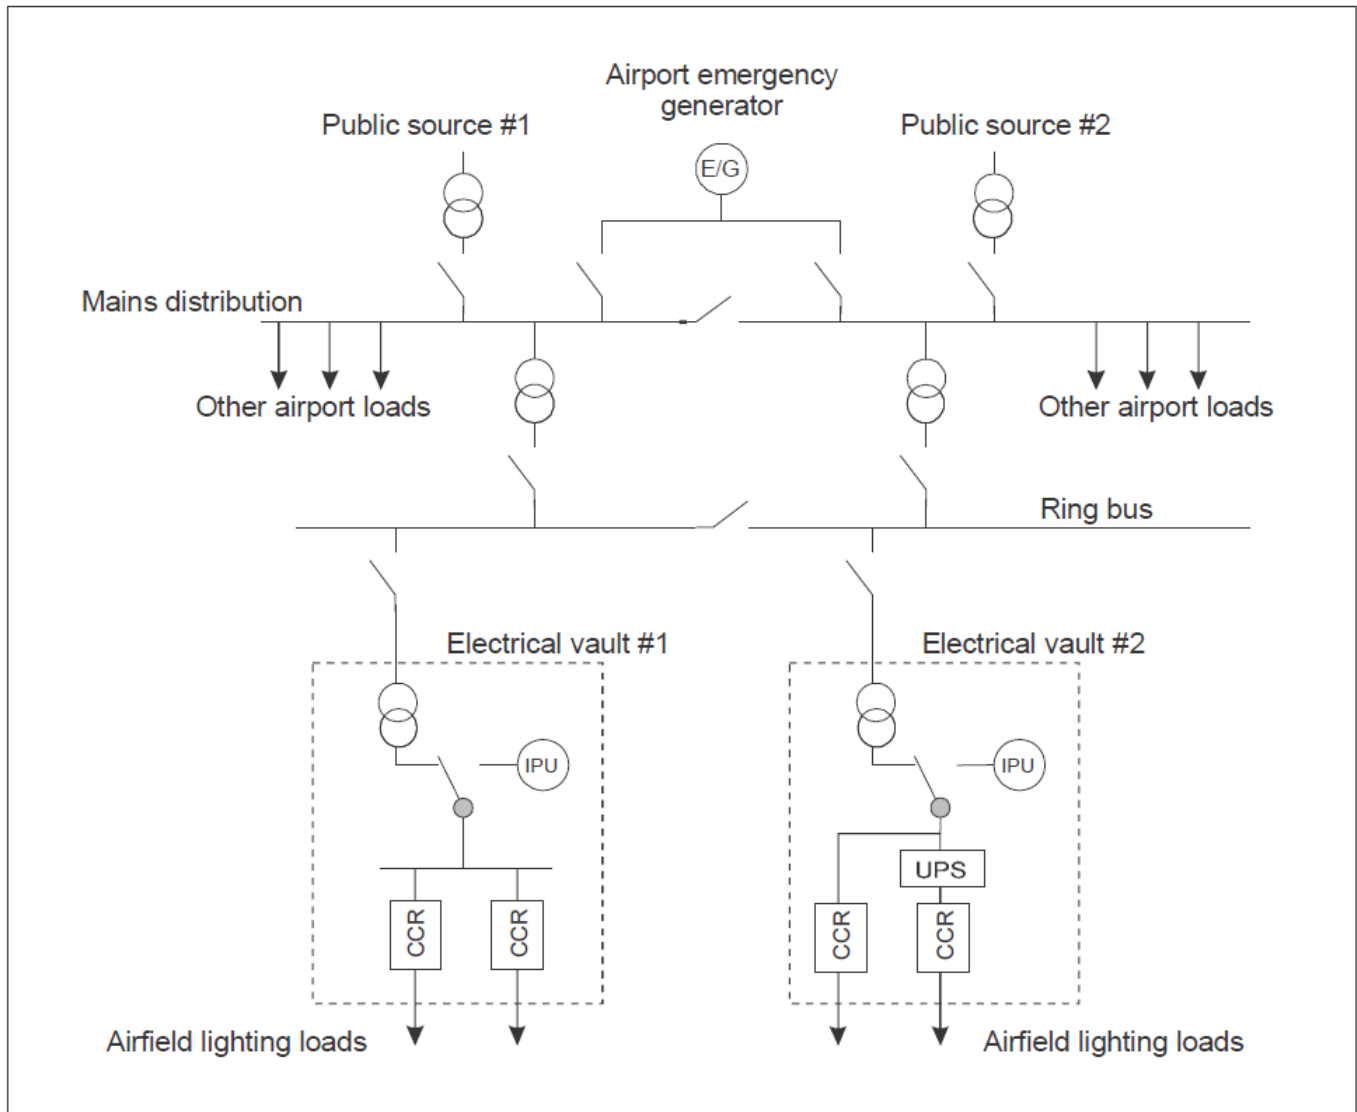 Airport emergency
generator
Public source #1
Public source #2
E/G
Mains distribution
Other airport loads
Other airport loads
Ring bus
Electrical vault #1
Electrical vault #2
IPU
IPU
UPS
CCR
CCR
CCR
CCR
Airfield lighting loads
Airfield lighting loads